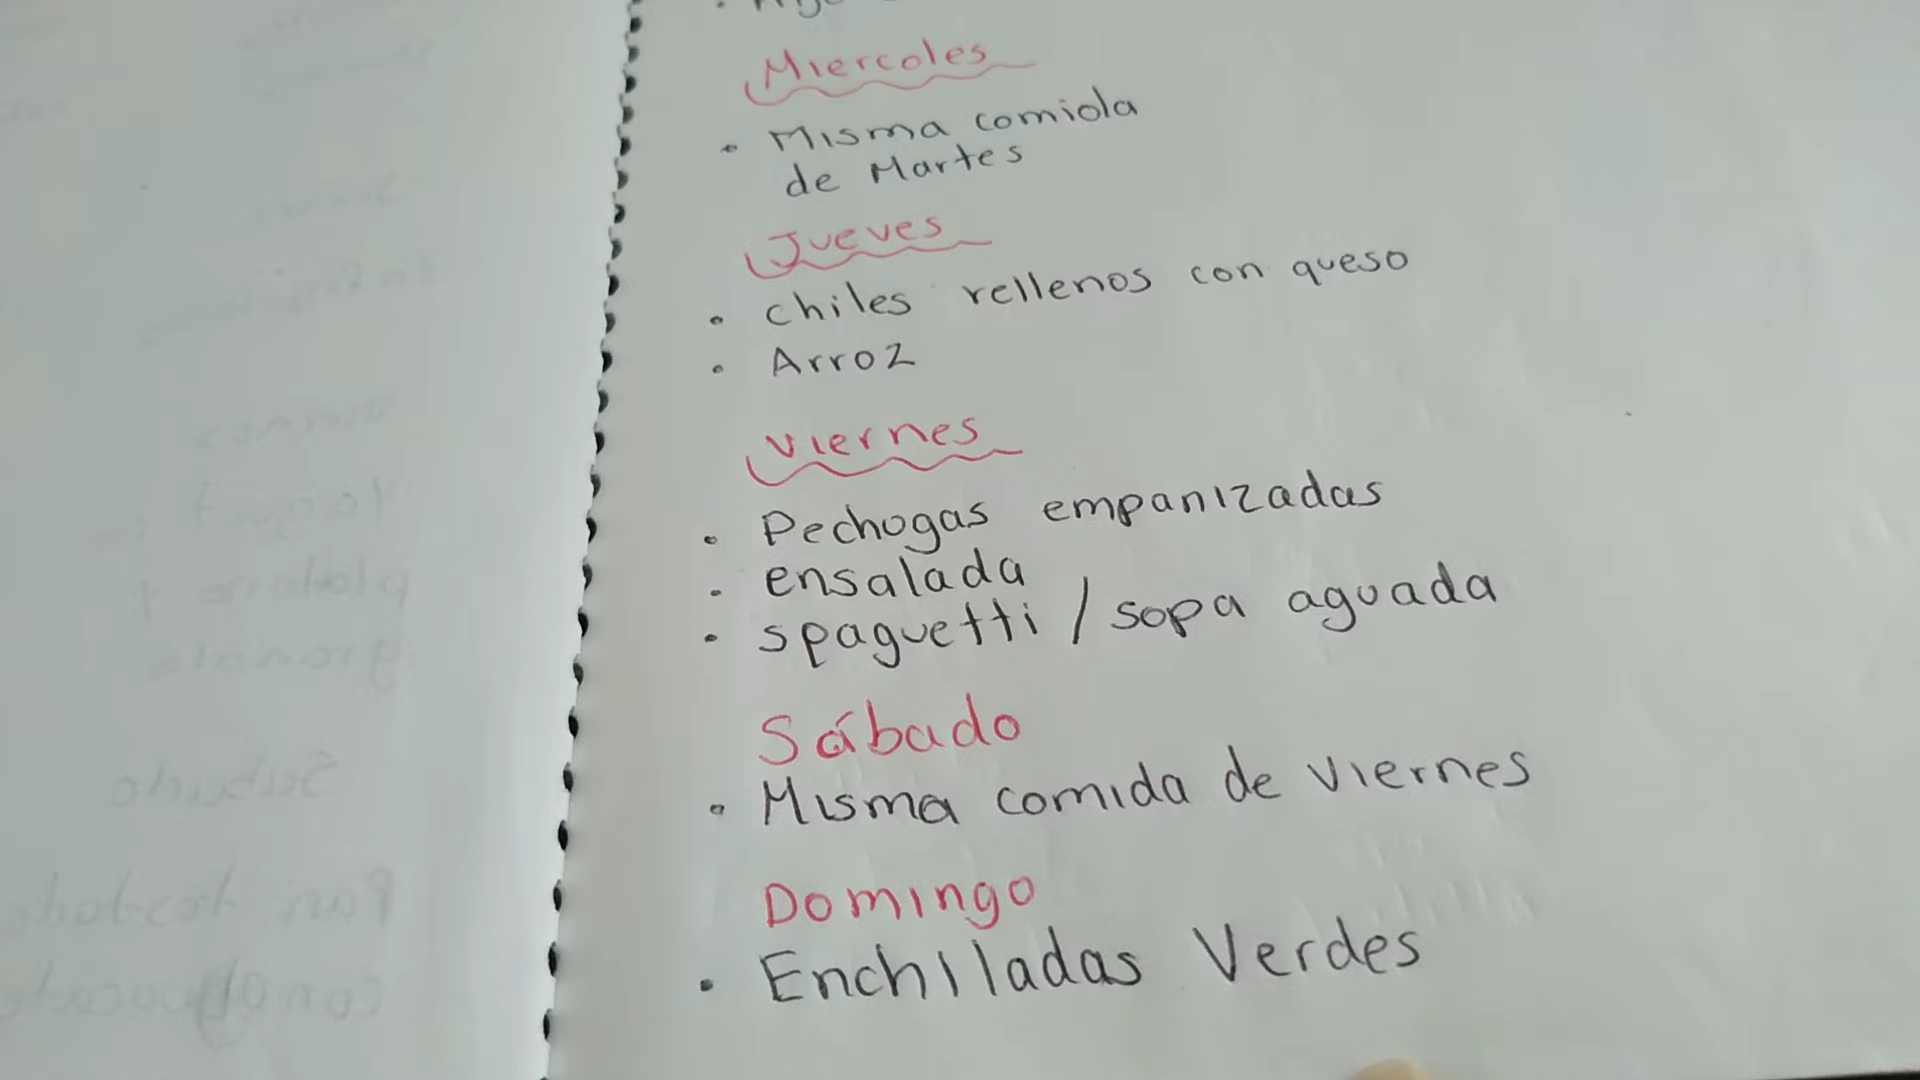 Miercoles
• Misma comida
de Martes
Jueves
• chiles rellenos con queso
• Arroz
Viernes
• Pechogas empanizadas
• ensalada
• spaguetti / sopa aguada
Sábado
• Misma comida de viernes
Domingo
• Enchiladas Verdes